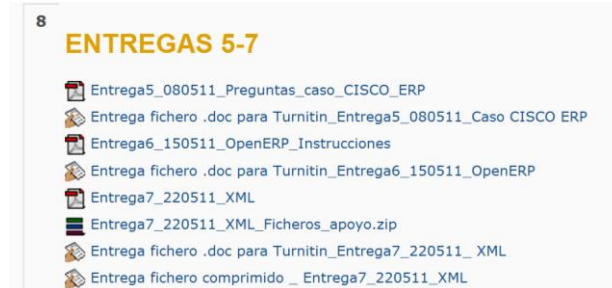 8
ENTREGAS 5-7
Entrega5_080511_Preguntas_caso_CISCO_ERP
Entrega fichero .doc para Turnitin_Entrega5_080511_Caso CISCO ERP
Entrega6_150511_OpenERP_Instrucciones
Entrega fichero .doc para Turnitin_Entrega6_150511_OpenERP
Entrega7_220511_XML
Entrega7_220511_XML_Ficheros_apoyo.zip
Entrega fichero .doc para Turnitin_Entrega7_220511_ XML
Entrega fichero comprimido _ Entrega7_220511_XML